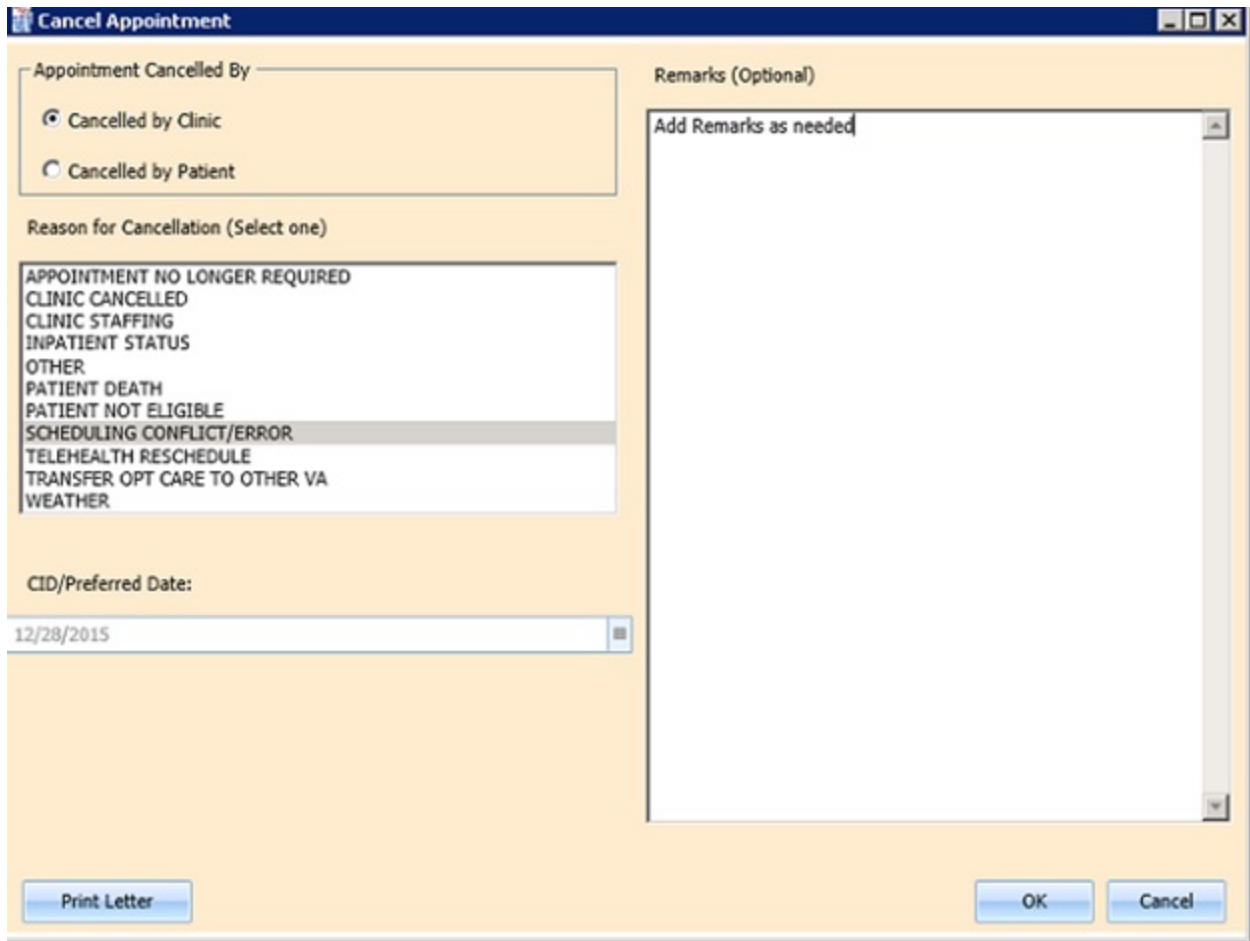 Cancel Appointment
Appointment Cancelled By
Cancelled by Clinic
Cancelled by Patient
Reason for Cancellation (Select one)
APPOINTMENT NO LONGER REQUIRED
CLINIC CANCELLED
CLINIC STAFFING
INPATIENT STATUS
OTHER
PATIENT DEATH
PATIENT NOT ELIGIBLE
SCHEDULING CONFLICT/ERROR
TELEHEALTH RESCHEDULE
TRANSFER OPT CARE TO OTHER VA
WEATHER
CID/Preferred Date:
12/28/2015
Remarks (Optional)
Add Remarks as needed
Print Letter
OK
Cancel